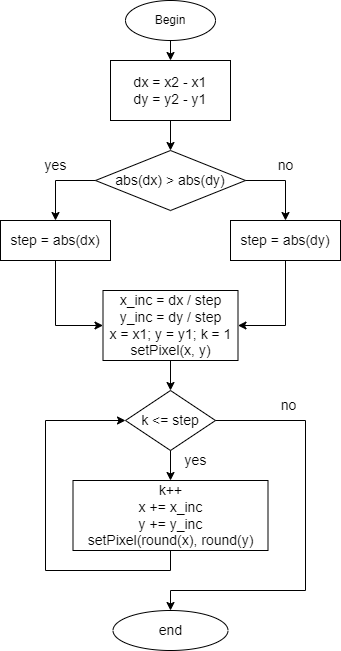 Begin
dx = x2 - x1
dy = y2 - y1
yes
no
abs(dx) > abs(dy)
step = abs(dx)
step = abs(dy)
x_inc = dx / step
y_inc = dy / step
x = x1; y = y1; k = 1
setPixel(x, y)
k <= step
no
yes
k++
x += x_inc
y += y_inc
setPixel(round(x), round(y)
end